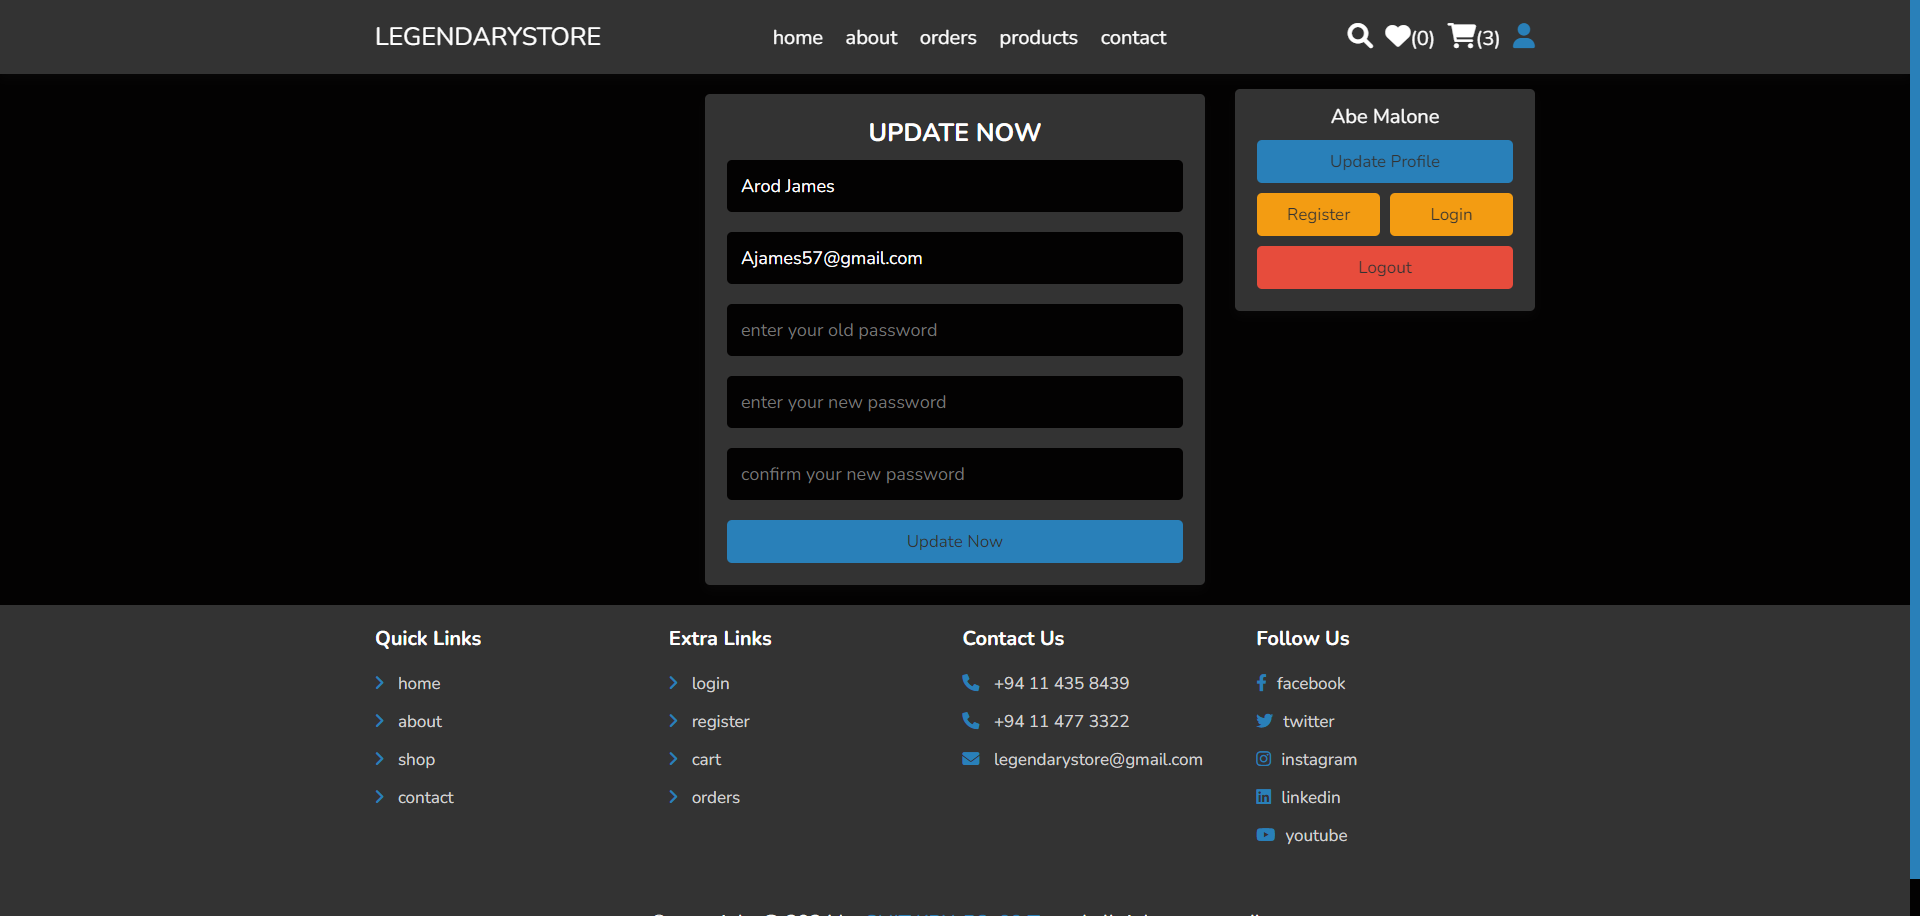 LEGENDARYSTORE
home about orders products contact
(0) (3)
UPDATE NOW
Arod James
Ajames57@gmail.com
enter your old password
enter your new password
confirm your new password
Update Now
Abe Malone
Update Profile
Register Login
Logout
Quick Links
home
about
shop
contact
Extra Links
login
register
cart
orders
Contact Us
+94 11 435 8439
+94 11 477 3322
legendarystore@gmail.com
Follow Us
facebook
twitter
instagram
linkedin
youtube